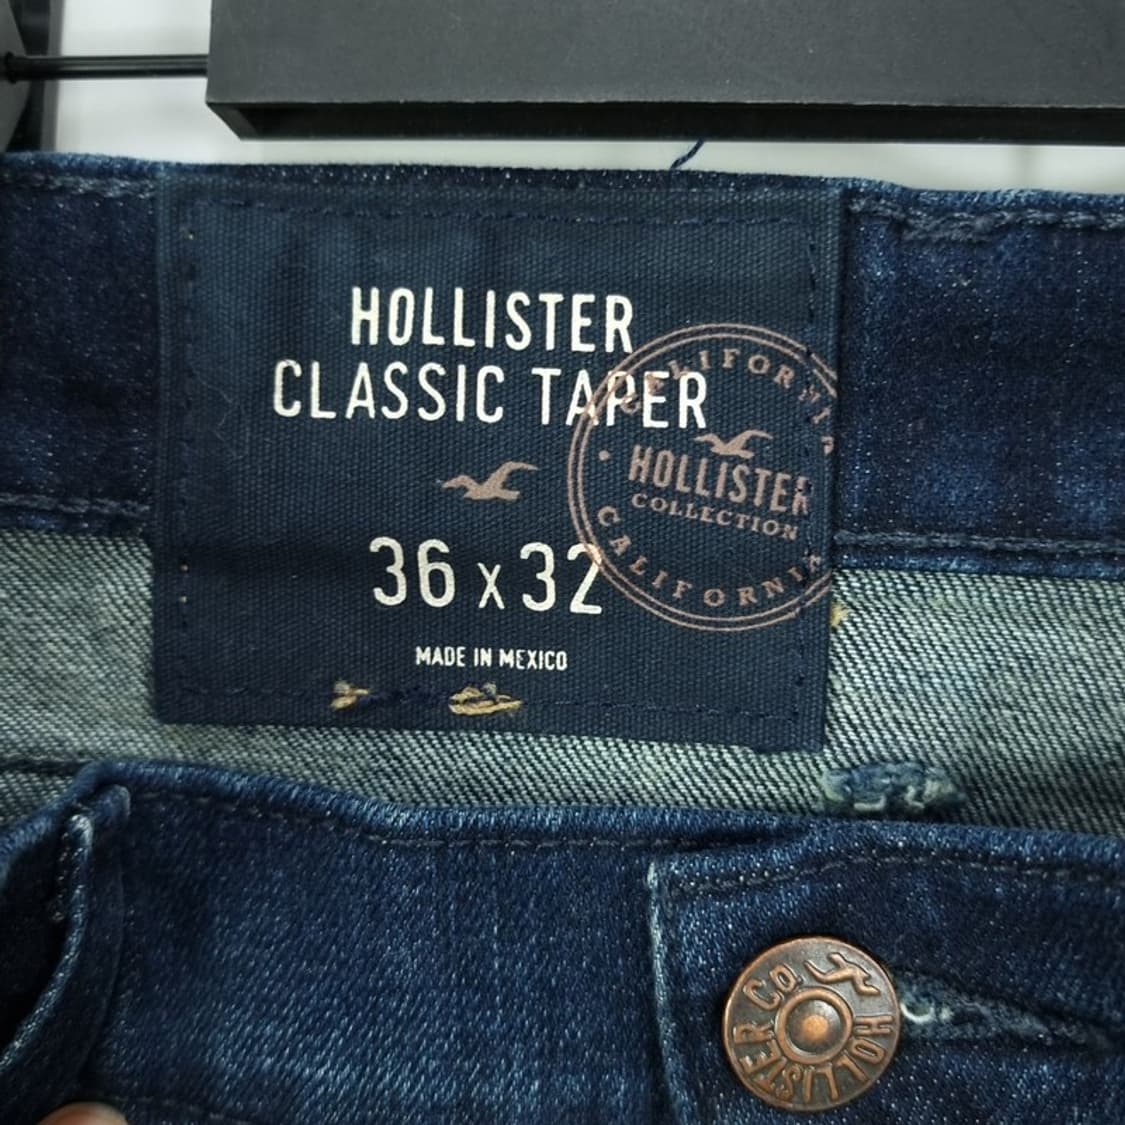 HOLLISTER
CLASSIC TAPER
CALIFORNIA
HOLLISTER
COLLECTION
CALIFORNIA
36 x 32
MADE IN MEXICO
HOLLISTER Co.